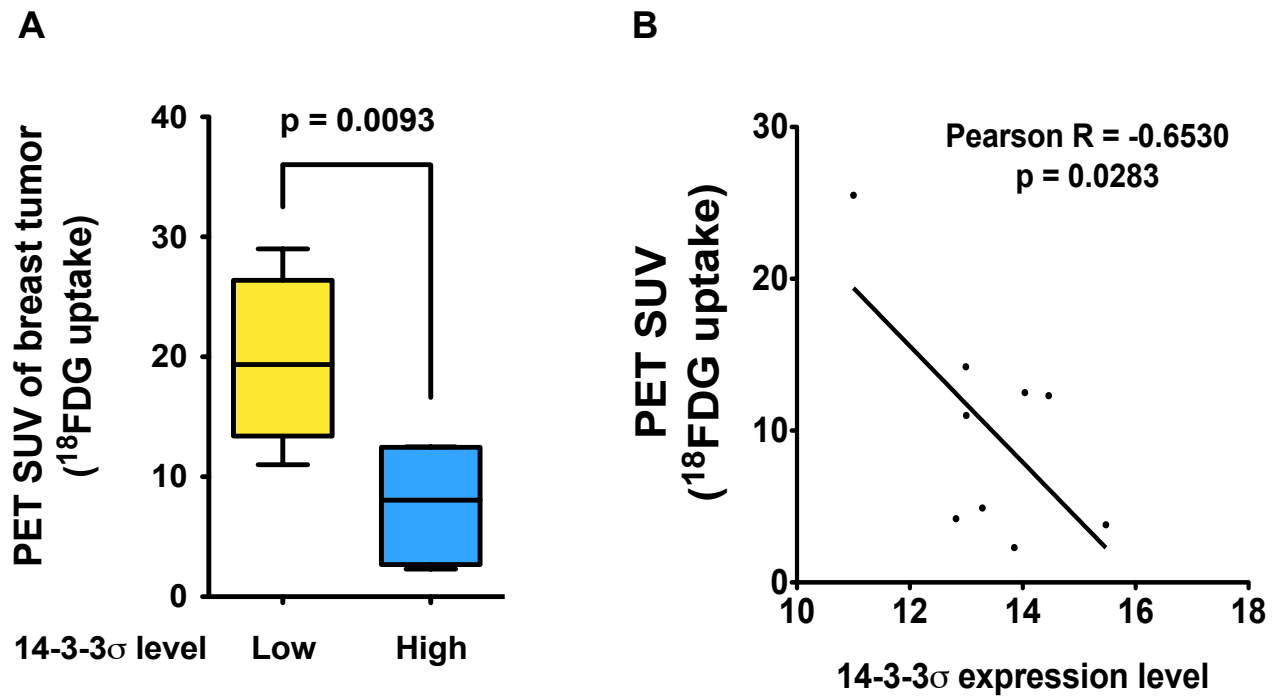 A
PET SUV of breast tumor
(¹⁸FDG uptake)
40
30
20
10
0
p = 0.0093
14-3-3σ level Low High
B
PET SUV
(¹⁸FDG uptake)
30
20
10
0
Pearson R = -0.6530
p = 0.0283
10 12 14 16 18
14-3-3σ expression level